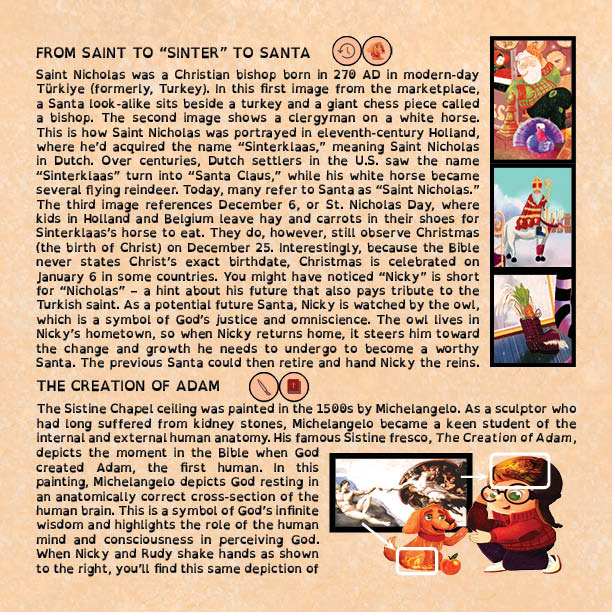 FROM SAINT TO “SINTER” TO SANTA
Saint Nicholas was a Christian bishop born in 270 AD in modern-day
Türkiye (formerly, Turkey). In this first image from the marketplace,
a Santa look-alike sits beside a turkey and a giant chess piece called
a bishop. The second image shows a clergyman on a white horse.
This is how Saint Nicholas was portrayed in eleventh-century Holland,
where he’d acquired the name “Sinterklaas,” meaning Saint Nicholas
in Dutch. Over centuries, Dutch settlers in the U.S. saw the name
“Sinterklaas” turn into “Santa Claus,” while his white horse became
several flying reindeer. Today, many refer to Santa as “Saint Nicholas.”
The third image references December 6, or St. Nicholas Day, where
kids in Holland and Belgium leave hay and carrots in their shoes for
Sinterklaas’s horse to eat. They do, however, still observe Christmas
(the birth of Christ) on December 25. Interestingly, because the Bible
never states Christ’s exact birthdate, Christmas is celebrated on
January 6 in some countries. You might have noticed “Nicky” is short
for “Nicholas” – a hint about his future that also pays tribute to the
Turkish saint. As a potential future Santa, Nicky is watched by the owl,
which is a symbol of God’s justice and omniscience. The owl lives in
Nicky’s hometown, so when Nicky returns home, it steers him toward
the change and growth he needs to undergo to become a worthy
Santa. The previous Santa could then retire and hand Nicky the reins.
THE CREATION OF ADAM
The Sistine Chapel ceiling was painted in the 1500s by Michelangelo. As a sculptor who
had long suffered from kidney stones, Michelangelo became a keen student of the
internal and external human anatomy. His famous Sistine fresco, The Creation of Adam,
depicts the moment in the Bible when God
created Adam, the first human. In this
painting, Michelangelo depicts God resting in
an anatomically correct cross-section of the
human brain. This is a symbol of God’s infinite
wisdom and highlights the role of the human
mind and consciousness in perceiving God.
When Nicky and Rudy shake hands as shown
to the right, you’ll find this same depiction of